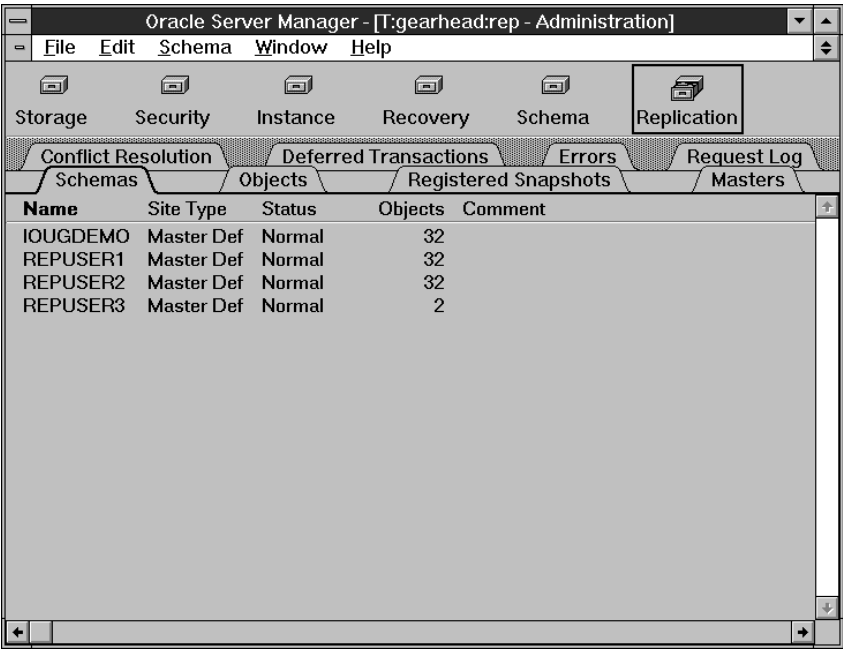 Oracle Server Manager - [T:gearhead:rep - Administration]
File Edit Schema Window Help
Storage Security Instance Recovery Schema Replication
Conflict Resolution Deferred Transactions Errors Request Log
Schemas Objects Registered Snapshots Masters
Name Site Type Status Objects Comment
IOUGDEMO Master Def Normal 32
REPUSER1 Master Def Normal 32
REPUSER2 Master Def Normal 32
REPUSER3 Master Def Normal 2